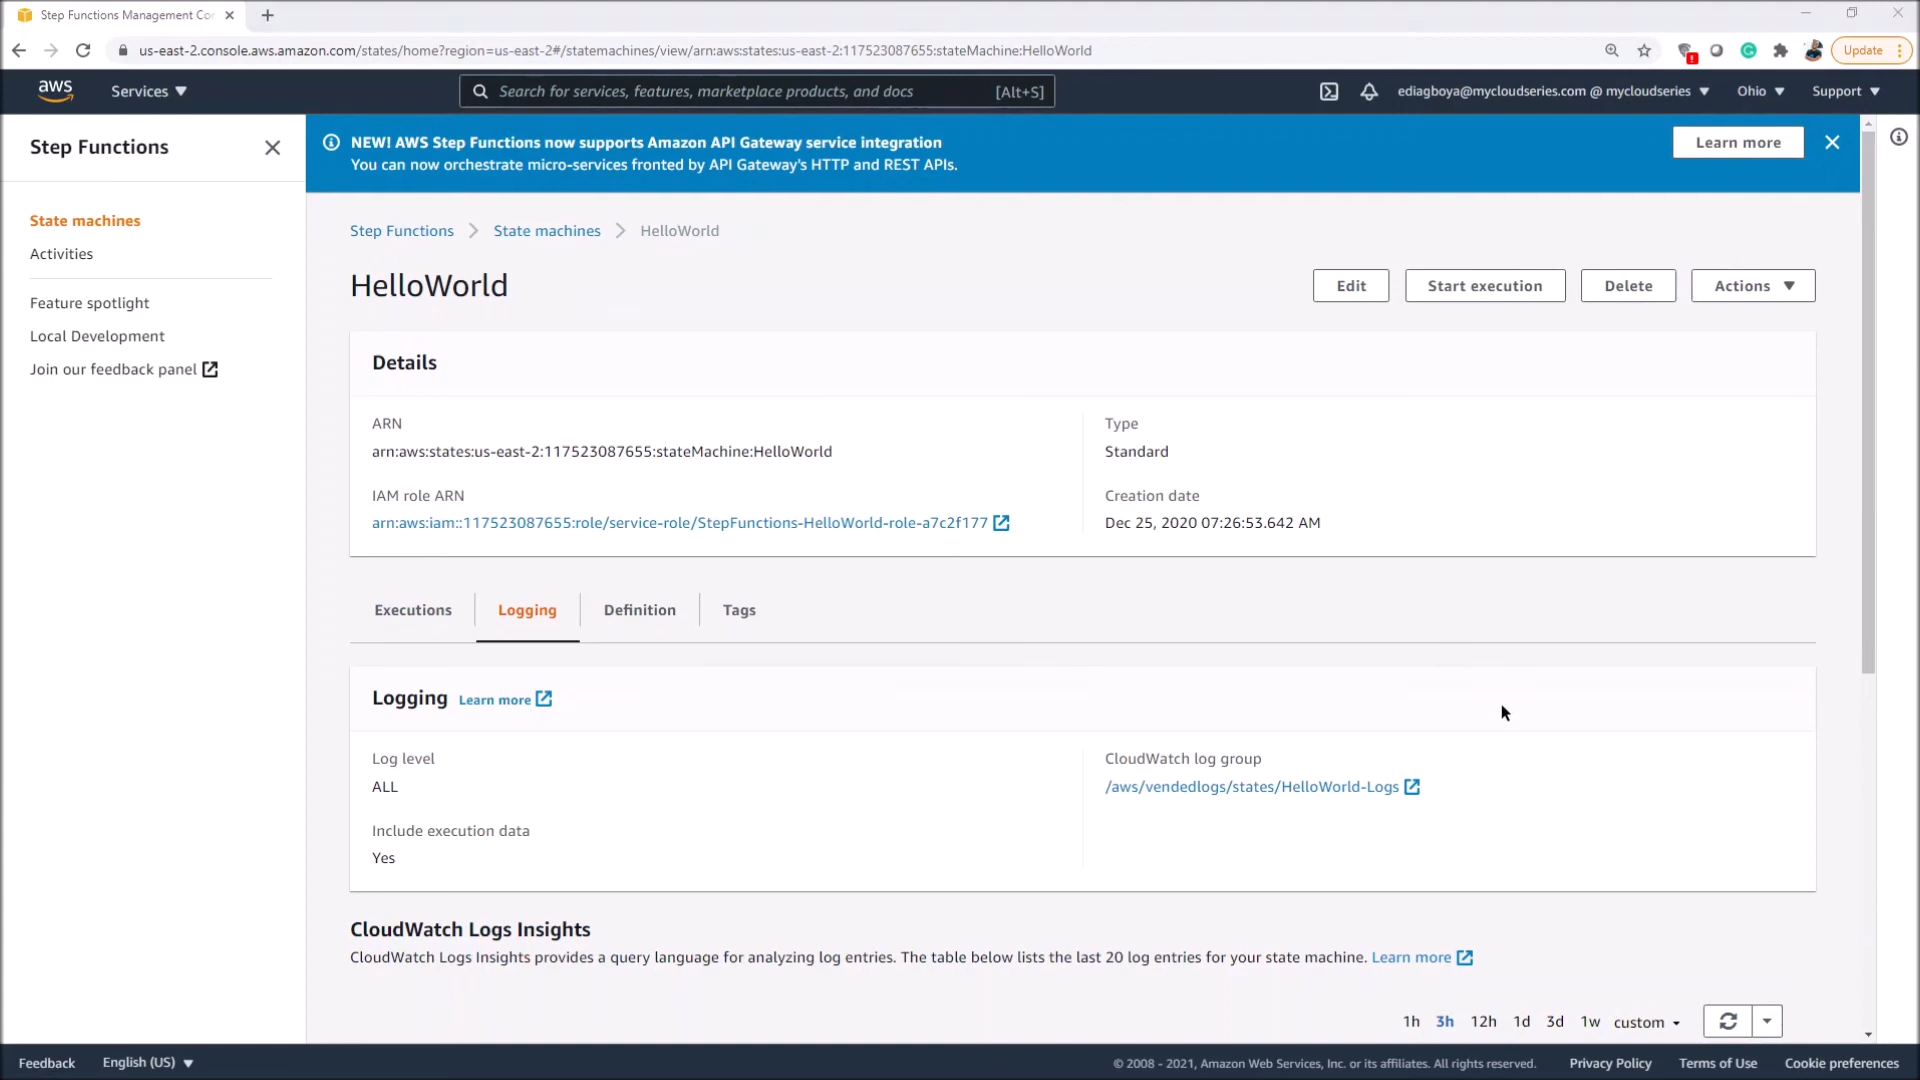 Step Functions Management Co
us-east-2.console.aws.amazon.com/states/home?region=us-east-2#/statemachines/view/arn:aws:states:us-east-2:117523087655:stateMachine:HelloWorld
Update
aws
Services
Search for services, features, marketplace products, and docs [Alt+S]
ediagboya@mycloudseries.com @ mycloudseries
Ohio
Support
Step Functions
State machines
Activities
Feature spotlight
Local Development
Join our feedback panel
NEW! AWS Step Functions now supports Amazon API Gateway service integration
You can now orchestrate micro-services fronted by API Gateway's HTTP and REST APIs.
Learn more
Step Functions
State machines
HelloWorld
HelloWorld
Edit
Start execution
Delete
Actions
Details
ARN
arn:aws:states:us-east-2:117523087655:stateMachine:HelloWorld
IAM role ARN
arn:aws:iam::117523087655:role/service-role/StepFunctions-HelloWorld-role-a7c2f177
Type
Standard
Creation date
Dec 25, 2020 07:26:53.642 AM
Executions
Logging
Definition
Tags
Logging Learn more
Log level
ALL
Include execution data
Yes
CloudWatch log group
/aws/vendedlogs/states/HelloWorld-Logs
CloudWatch Logs Insights
CloudWatch Logs Insights provides a query language for analyzing log entries. The table below lists the last 20 log entries for your state machine. Learn more
1h 3h 12h 1d 3d 1w custom
Feedback
English (US)
© 2008 - 2021, Amazon Web Services, Inc. or its affiliates. All rights reserved.
Privacy Policy
Terms of Use
Cookie preferences